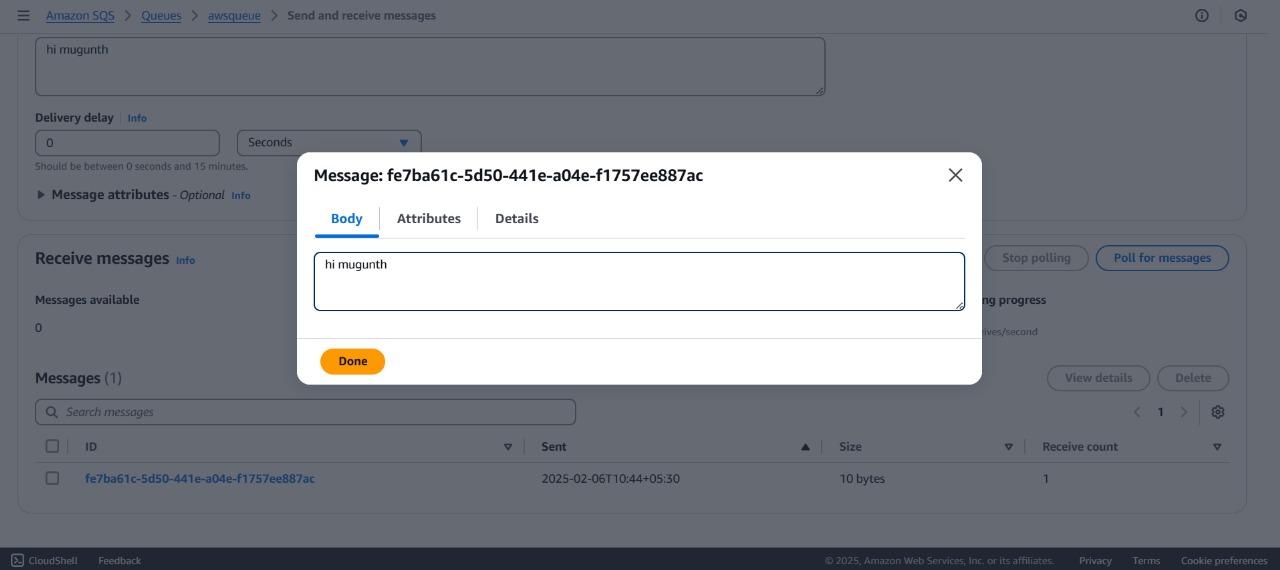 Amazon SQS > Queues > awsqueue > Send and receive messages
hi mugunth
Delivery delay Info
0 Seconds
Should be between 0 seconds and 15 minutes.
Message attributes - Optional Info
Message: fe7ba61c-5d50-441e-a04e-f1757ee887ac
Body Attributes Details
hi mugunth
Done
Receive messages Info
Stop polling Poll for messages
Messages available
ng progress
0
ives/second
Messages (1)
View details Delete
Search messages
1
ID Sent Size Receive count
fe7ba61c-5d50-441e-a04e-f1757ee887ac 2025-02-06T10:44+05:30 10 bytes 1
CloudShell Feedback © 2025, Amazon Web Services, Inc. or its affiliates. Privacy Terms Cookie preferences